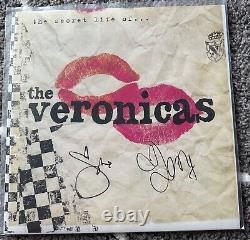 the secret life of...
the
veronicas